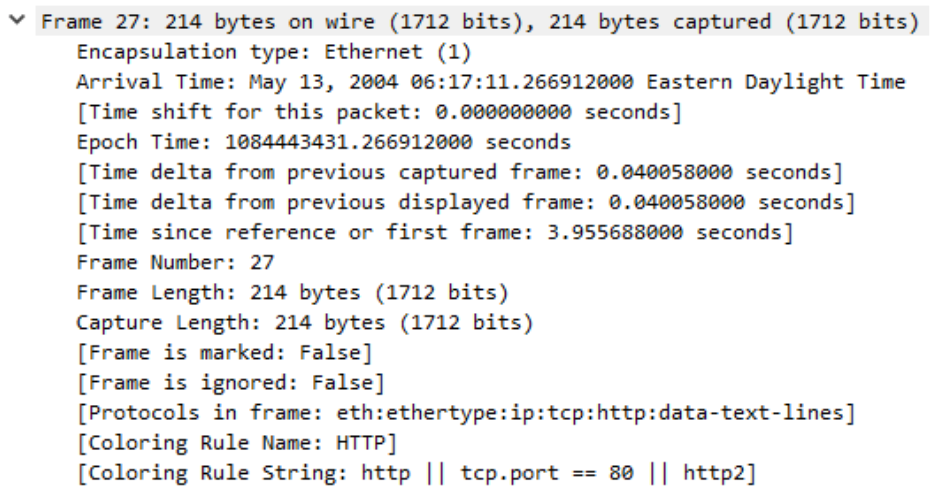 Frame 27: 214 bytes on wire (1712 bits), 214 bytes captured (1712 bits)
Encapsulation type: Ethernet (1)
Arrival Time: May 13, 2004 06:17:11.266912000 Eastern Daylight Time
[Time shift for this packet: 0.000000000 seconds]
Epoch Time: 1084443431.266912000 seconds
[Time delta from previous captured frame: 0.040058000 seconds]
[Time delta from previous displayed frame: 0.040058000 seconds]
[Time since reference or first frame: 3.955688000 seconds]
Frame Number: 27
Frame Length: 214 bytes (1712 bits)
Capture Length: 214 bytes (1712 bits)
[Frame is marked: False]
[Frame is ignored: False]
[Protocols in frame: eth:ethertype:ip:tcp:http:data-text-lines]
[Coloring Rule Name: HTTP]
[Coloring Rule String: http || tcp.port == 80 || http2]